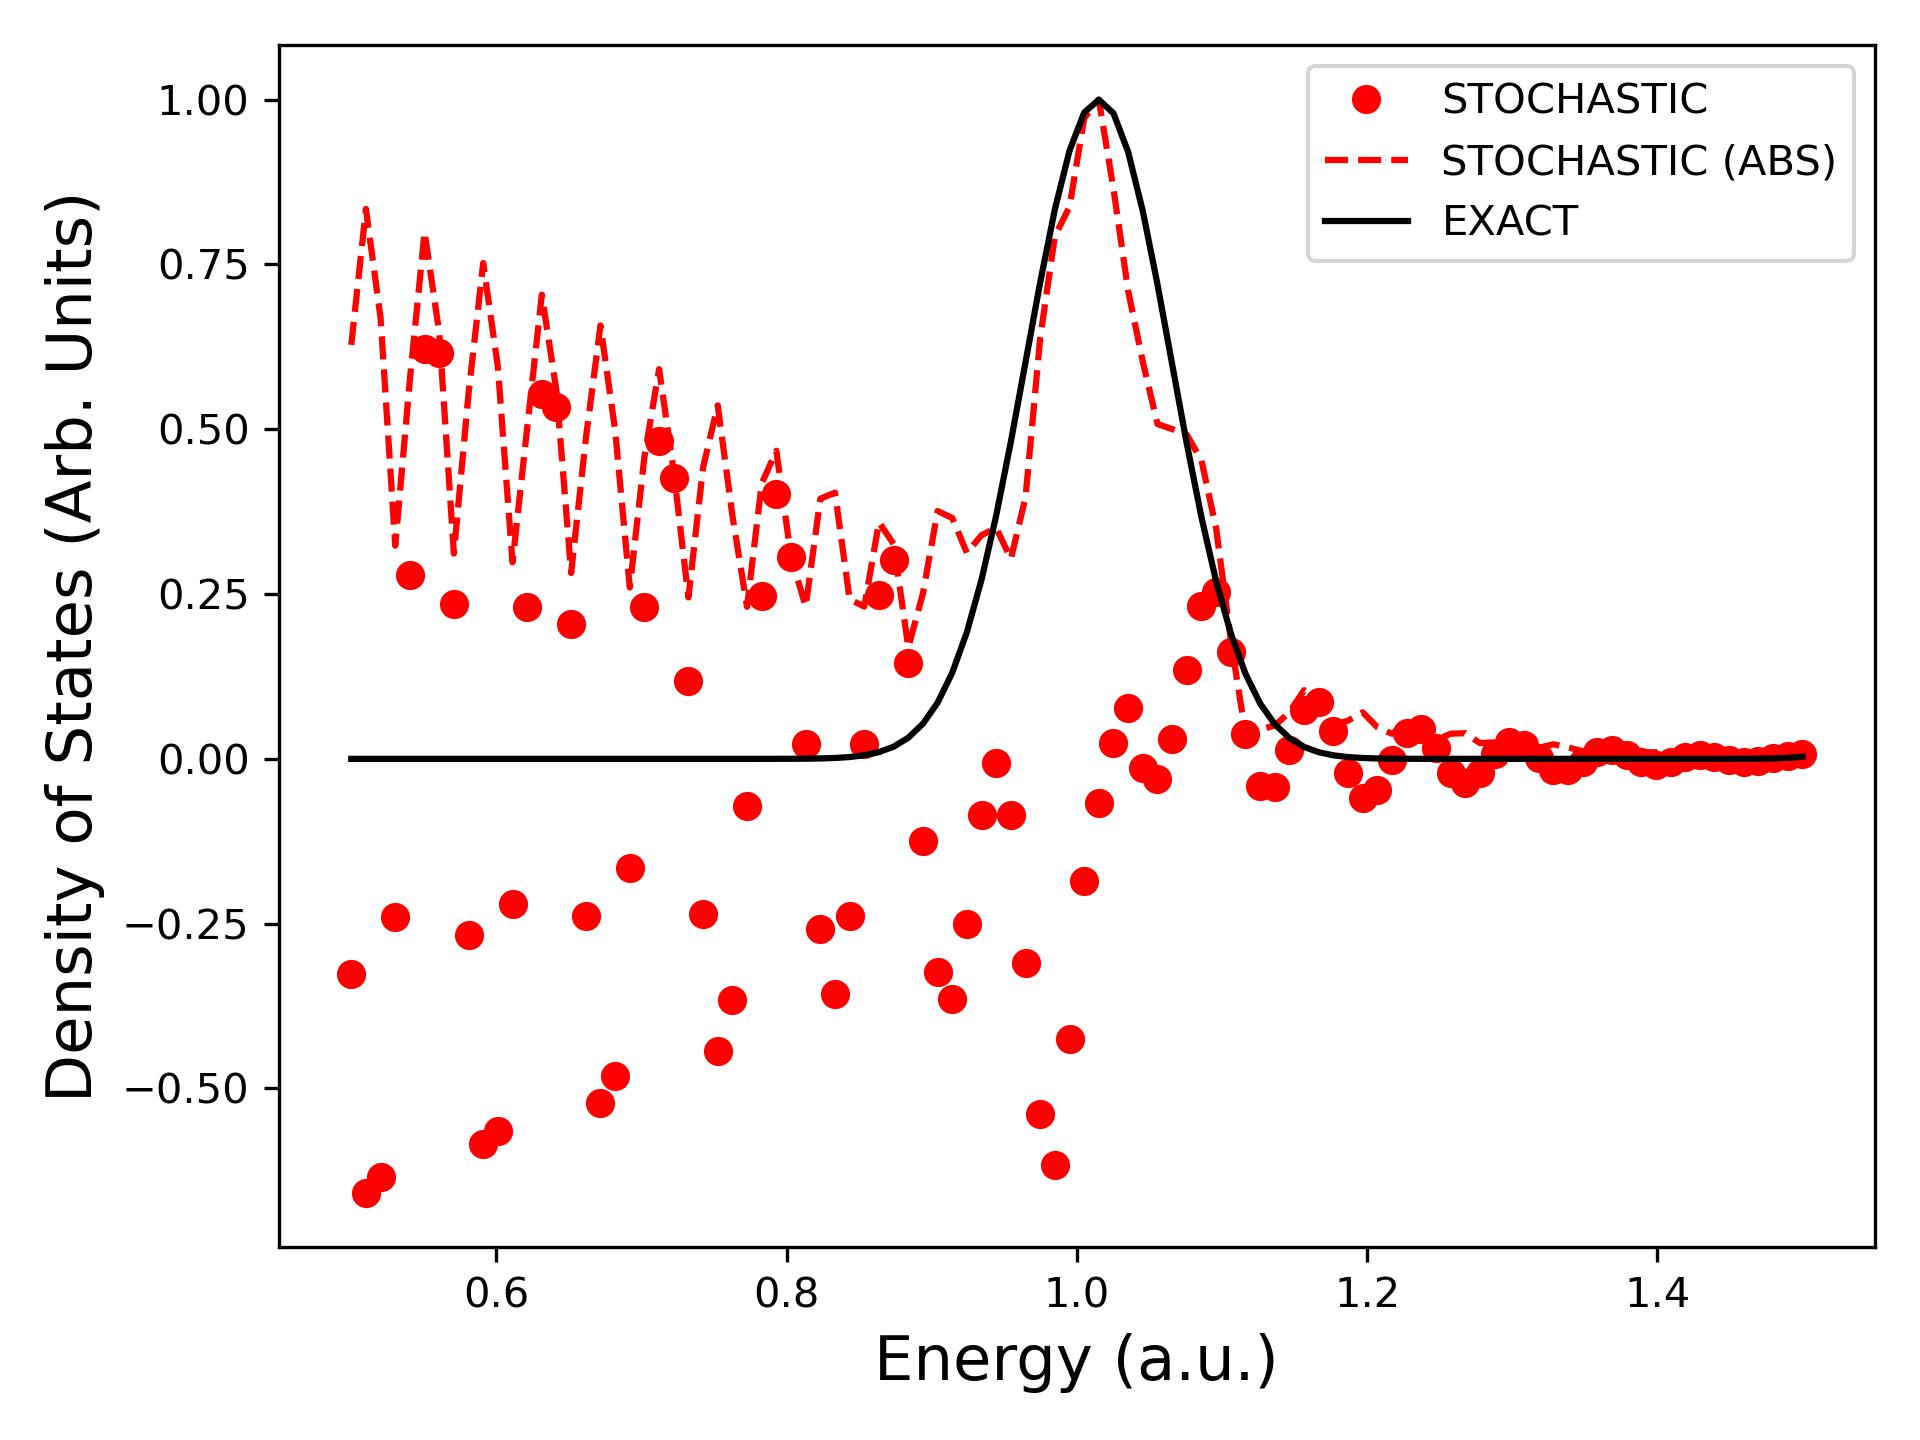 Density of States (Arb. Units)
1.00
0.75
0.50
0.25
0.00
−0.25
−0.50
STOCHASTIC
STOCHASTIC (ABS)
EXACT
0.6 0.8 1.0 1.2 1.4
Energy (a.u.)